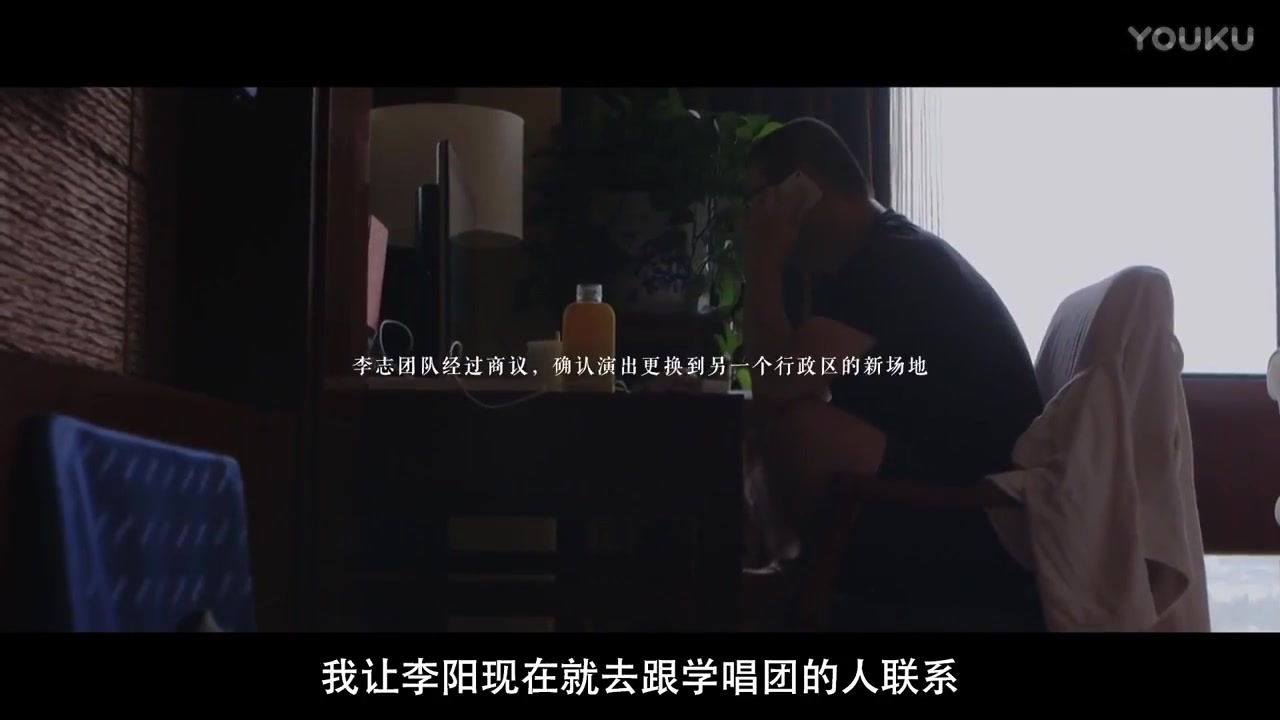 YOUKU
李志团队经过商议，确认演出更换到另一个行政区的新场地
我让李阳现在就去跟学唱团的人联系